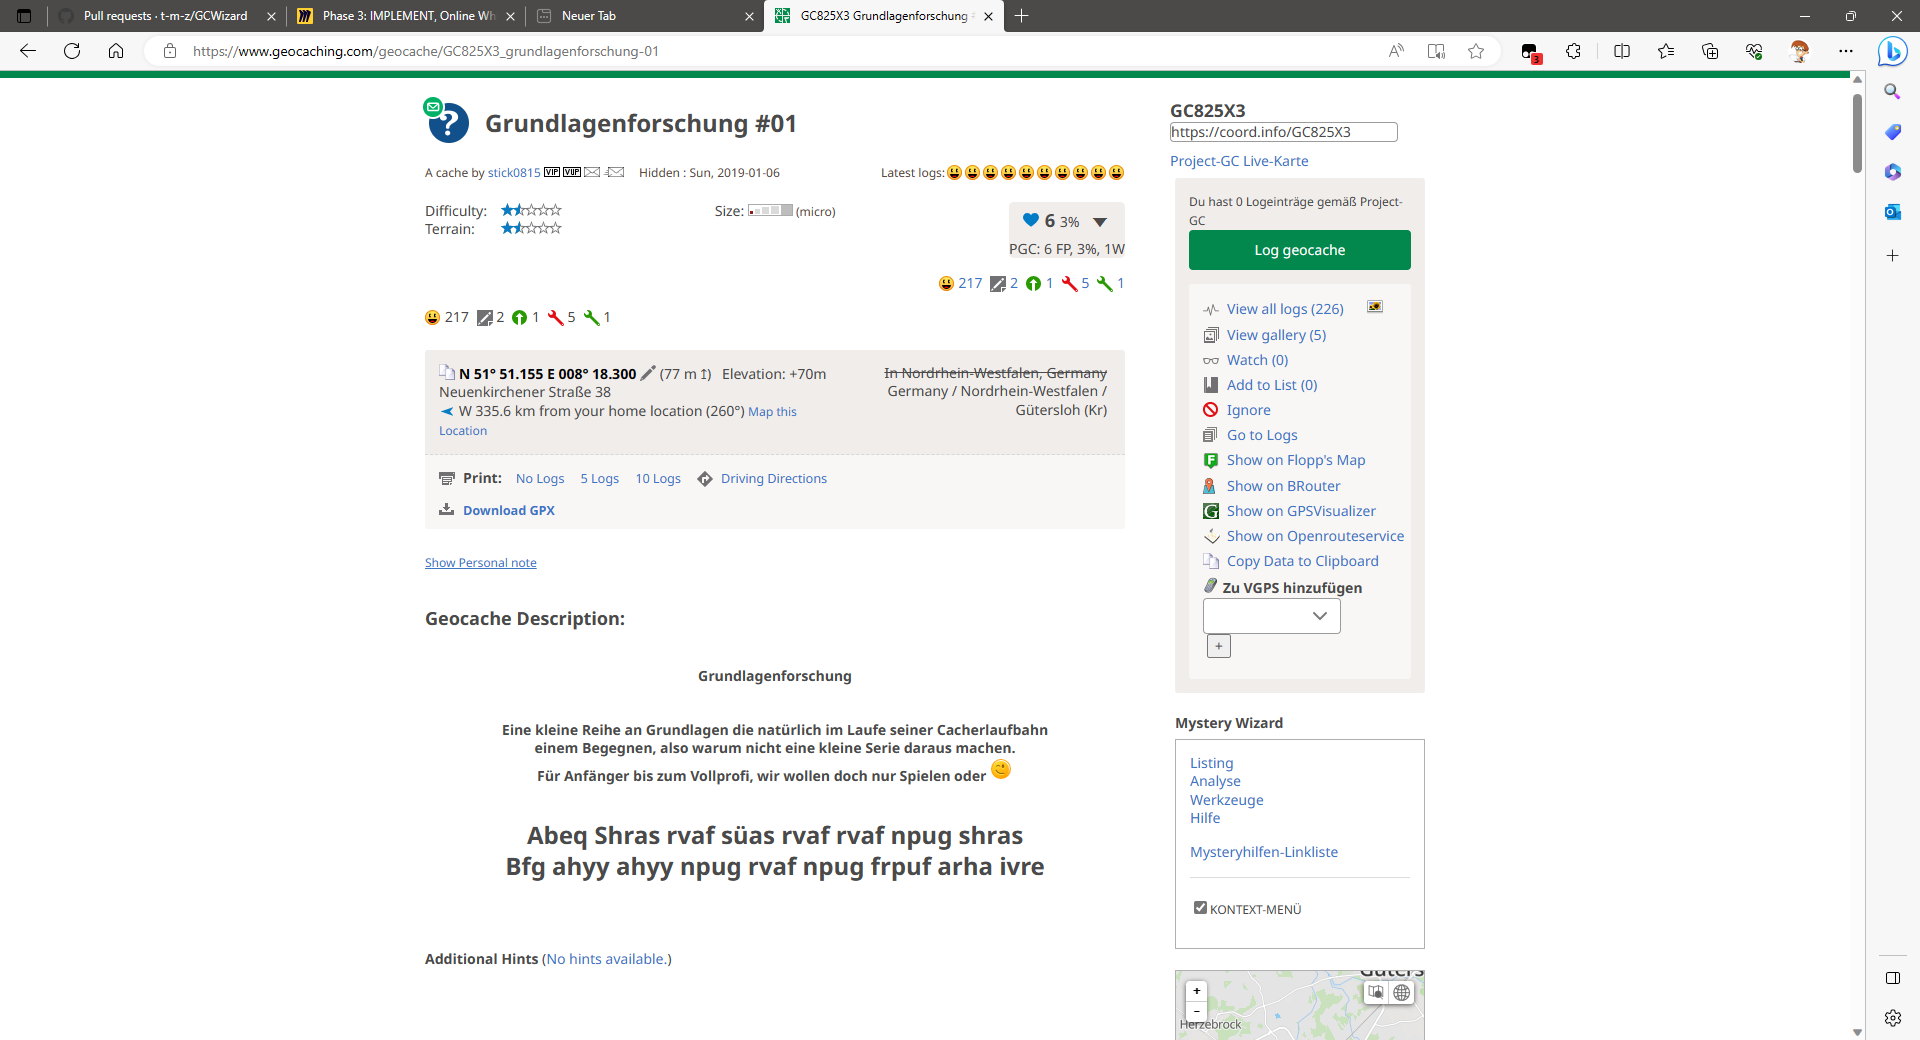 Pull requests · t-m-z/GCWizard
Phase 3: IMPLEMENT, Online Wh
Neuer Tab
GC825X3 Grundlagenforschung
https://www.geocaching.com/geocache/GC825X3_grundlagenforschung-01
3
Grundlagenforschung #01
A cache by stick0815 VIP VUP Hidden : Sun, 2019-01-06 Latest logs:
Difficulty:
Size: (micro)
Terrain:
6 3%
PGC: 6 FP, 3%, 1W
217 2 1 5 1
217 2 1 5 1
N 51° 51.155 E 008° 18.300 (77 m ↥) Elevation: +70m
Neuenkirchener Straße 38
W 335.6 km from your home location (260°) Map this
Location
In Nordrhein-Westfalen, Germany
Germany / Nordrhein-Westfalen /
Gütersloh (Kr)
Print: No Logs 5 Logs 10 Logs Driving Directions
Download GPX
Show Personal note
Geocache Description:
Grundlagenforschung
Eine kleine Reihe an Grundlagen die natürlich im Laufe seiner Cacherlaufbahn
einem Begegnen, also warum nicht eine kleine Serie daraus machen.
Für Anfänger bis zum Vollprofi, wir wollen doch nur Spielen oder
Abeq Shras rvaf süas rvaf rvaf npug shras
Bfg ahyy ahyy npug rvaf npug frpuf arha ivre
Additional Hints (No hints available.)
GC825X3
https://coord.info/GC825X3
Project-GC Live-Karte
Du hast 0 Logeinträge gemäß Project-
GC
Log geocache
View all logs (226)
View gallery (5)
Watch (0)
Add to List (0)
Ignore
Go to Logs
Show on Flopp's Map
Show on BRouter
Show on GPSVisualizer
Show on Openrouteservice
Copy Data to Clipboard
Zu VGPS hinzufügen
+
Mystery Wizard
Listing
Analyse
Werkzeuge
Hilfe
Mysteryhilfen-Linkliste
KONTEXT-MENÜ
Güters
+
-
Herzebrock